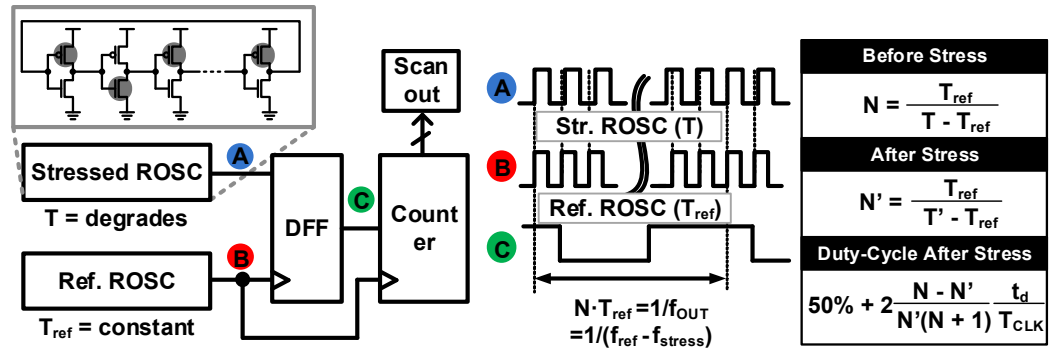 Stressed ROSC
T = degrades
Ref. ROSC
T_ref = constant
A
B
DFF
C
Scan
out
Count
er
A
Str. ROSC (T)
B
Ref. ROSC (T_ref)
C
N·T_ref =1/f_OUT
=1/(f_ref - f_stress)
Before Stress
N = T_ref / (T - T_ref)
After Stress
N' = T_ref / (T' - T_ref)
Duty-Cycle After Stress
50% + 2 (N - N') / (N'(N + 1)) t_d / T_CLK